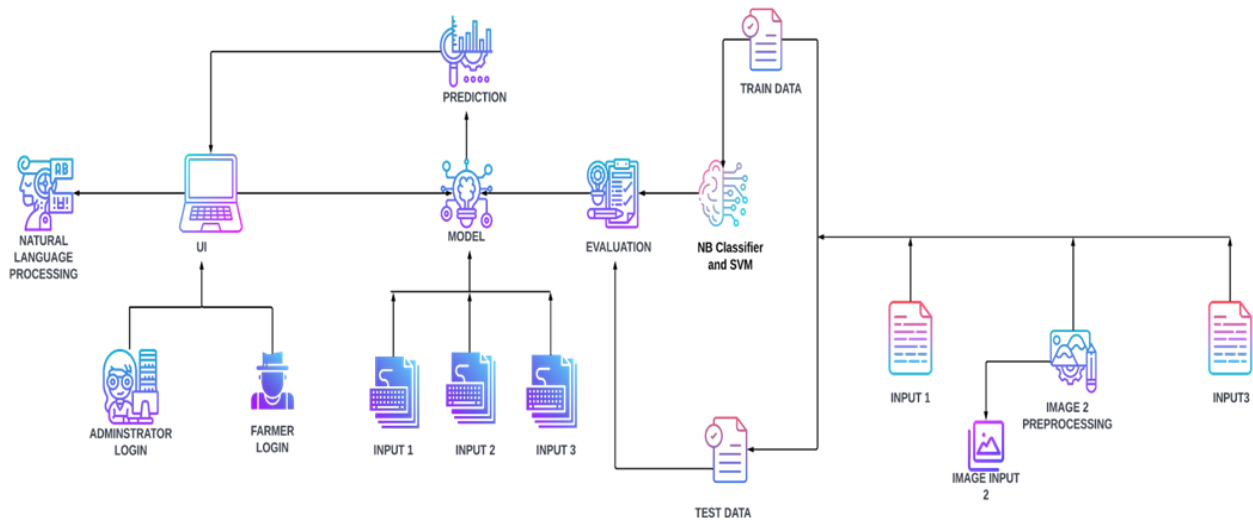 PREDICTION
TRAIN DATA
NATURAL
LANGUAGE
PROCESSING
UI
MODEL
EVALUATION
NB Classifier
and SVM
ADMINSTRATOR
LOGIN
FARMER
LOGIN
INPUT 1
INPUT 2
INPUT 3
TEST DATA
INPUT 1
IMAGE 2
PREPROCESSING
INPUT3
IMAGE INPUT
2
AB